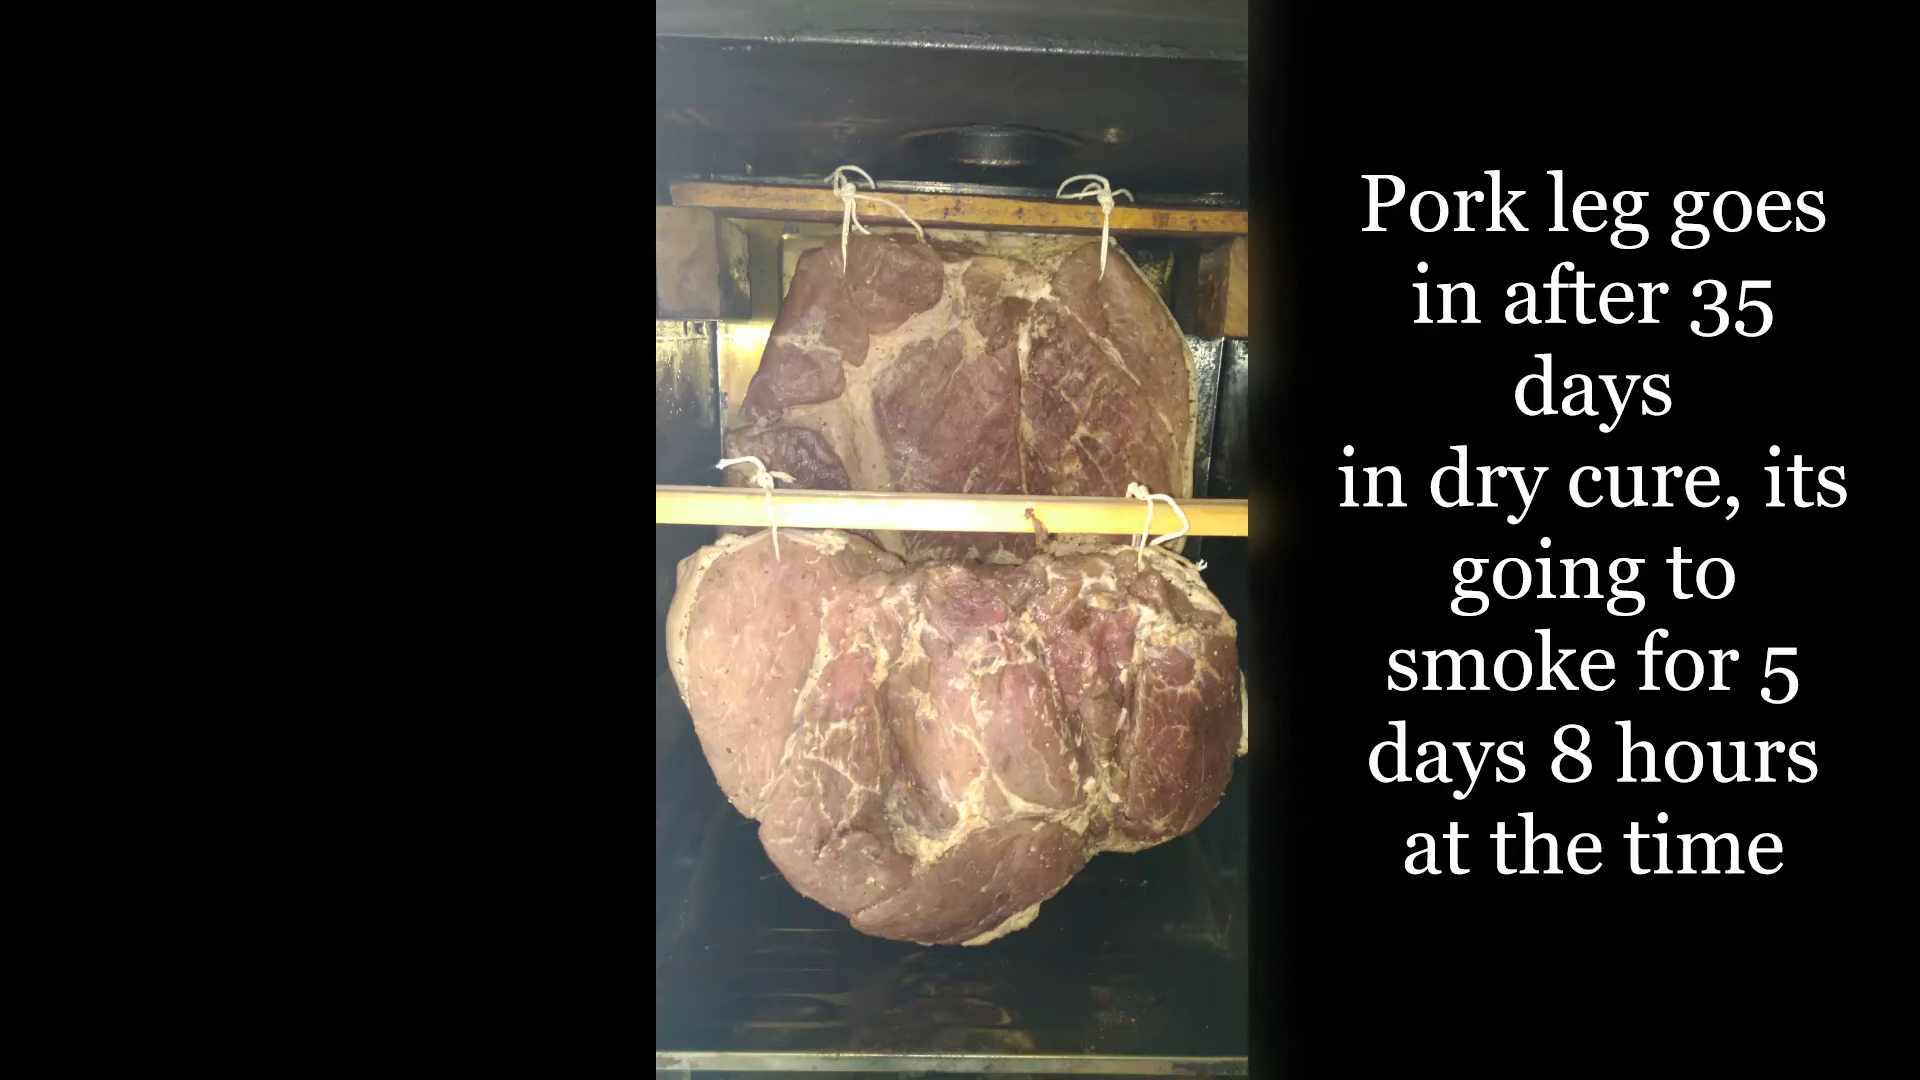 Pork leg goes
in after 35
days
in dry cure, its
going to
smoke for 5
days 8 hours
at the time